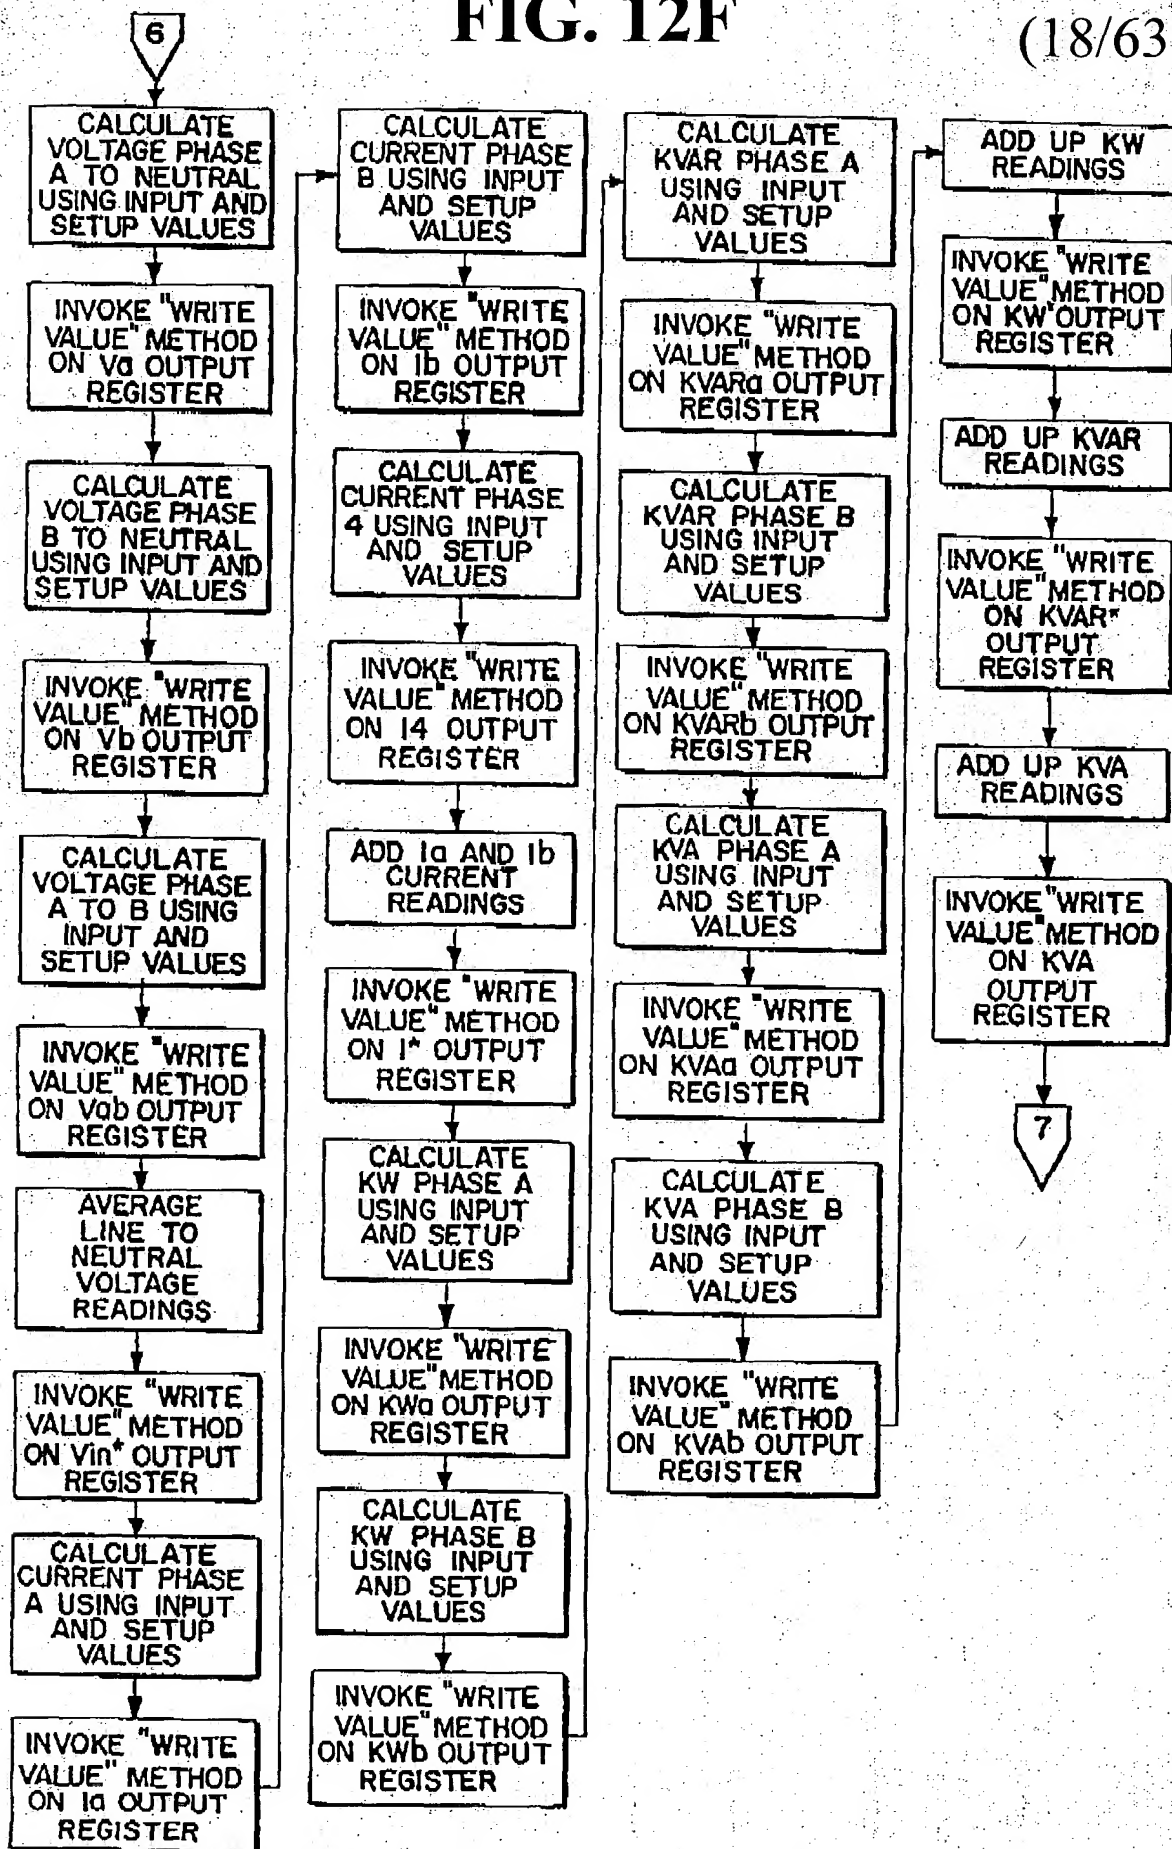 FIG. 12F
(18/63
6
CALCULATE
VOLTAGE PHASE
A TO NEUTRAL
USING INPUT AND
SETUP VALUES
INVOKE "WRITE
VALUE" METHOD
ON Va OUTPUT
REGISTER
CALCULATE
VOLTAGE PHASE
B TO NEUTRAL
USING INPUT AND
SETUP VALUES
INVOKE "WRITE
VALUE" METHOD
ON Vb OUTPUT
REGISTER
CALCULATE
VOLTAGE PHASE
A TO B USING
INPUT AND
SETUP VALUES
INVOKE "WRITE
VALUE" METHOD
ON Vab OUTPUT
REGISTER
AVERAGE
LINE TO
NEUTRAL
VOLTAGE
READINGS
INVOKE "WRITE
VALUE" METHOD
ON Vin* OUTPUT
REGISTER
CALCULATE
CURRENT PHASE
A USING INPUT
AND SETUP
VALUES
INVOKE "WRITE
VALUE" METHOD
ON Ia OUTPUT
REGISTER
CALCULATE
CURRENT PHASE
B USING INPUT
AND SETUP
VALUES
INVOKE "WRITE
VALUE" METHOD
ON Ib OUTPUT
REGISTER
CALCULATE
CURRENT PHASE
4 USING INPUT
AND SETUP
VALUES
INVOKE "WRITE
VALUE" METHOD
ON I4 OUTPUT
REGISTER
ADD Ia AND Ib
CURRENT
READINGS
INVOKE "WRITE
VALUE" METHOD
ON I* OUTPUT
REGISTER
CALCULATE
KW PHASE A
USING INPUT
AND SETUP
VALUES
INVOKE "WRITE
VALUE" METHOD
ON KWa OUTPUT
REGISTER
CALCULATE
KW PHASE B
USING INPUT
AND SETUP
VALUES
INVOKE "WRITE
VALUE" METHOD
ON KWb OUTPUT
REGISTER
CALCULATE
KVAR PHASE A
USING INPUT
AND SETUP
VALUES
INVOKE "WRITE
VALUE" METHOD
ON KVARa OUTPUT
REGISTER
CALCULATE
KVAR PHASE B
USING INPUT
AND SETUP
VALUES
INVOKE "WRITE
VALUE" METHOD
ON KVARb OUTPUT
REGISTER
CALCULATE
KVA PHASE A
USING INPUT
AND SETUP
VALUES
INVOKE "WRITE
VALUE" METHOD
ON KVAa OUTPUT
REGISTER
CALCULATE
KVA PHASE B
USING INPUT
AND SETUP
VALUES
INVOKE "WRITE
VALUE" METHOD
ON KVAb OUTPUT
REGISTER
ADD UP KW
READINGS
INVOKE "WRITE
VALUE" METHOD
ON KW* OUTPUT
REGISTER
ADD UP KVAR
READINGS
INVOKE "WRITE
VALUE" METHOD
ON KVAR*
OUTPUT
REGISTER
ADD UP KVA
READINGS
INVOKE "WRITE
VALUE" METHOD
ON KVA
OUTPUT
REGISTER
7